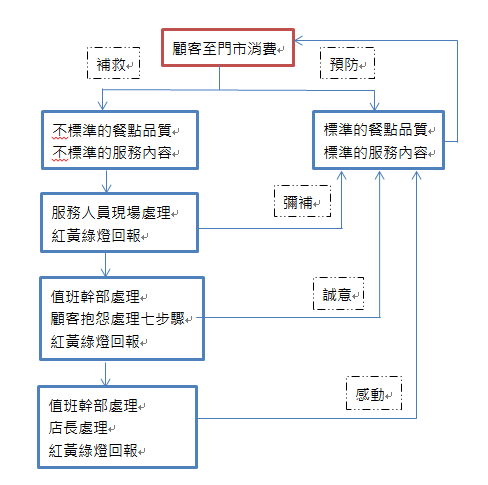 顧客至門市消費
補救
預防
不標準的餐點品質
不標準的服務內容
標準的餐點品質
標準的服務內容
服務人員現場處理
紅黃綠燈回報
彌補
值班幹部處理
顧客抱怨處理七步驟
紅黃綠燈回報
誠意
值班幹部處理
店長處理
紅黃綠燈回報
感動